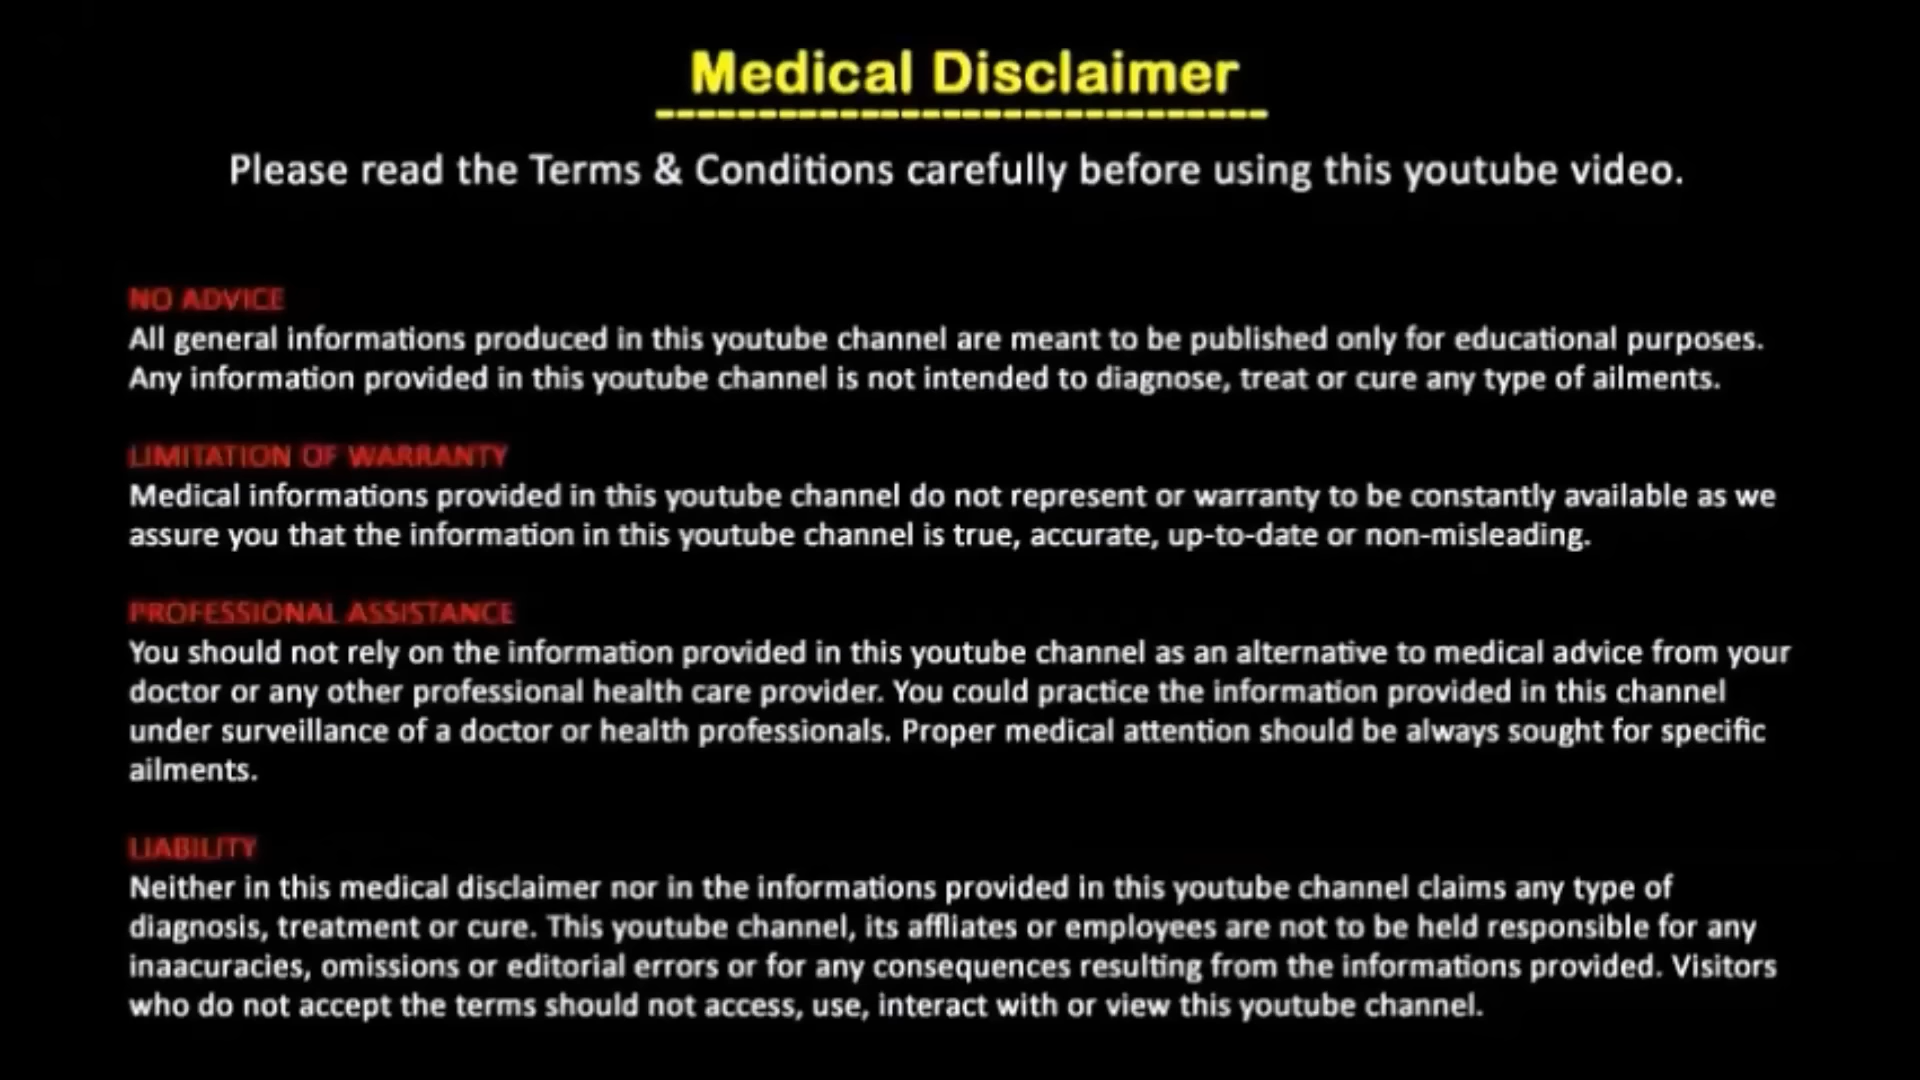 Medical Disclaimer
-------------------------------
Please read the Terms & Conditions carefully before using this youtube video.
NO ADVICE
All general informations produced in this youtube channel are meant to be published only for educational purposes.
Any information provided in this youtube channel is not intended to diagnose, treat or cure any type of ailments.
LIMITATION OF WARRANTY
Medical informations provided in this youtube channel do not represent or warranty to be constantly available as we
assure you that the information in this youtube channel is true, accurate, up-to-date or non-misleading.
PROFESSIONAL ASSISTANCE
You should not rely on the information provided in this youtube channel as an alternative to medical advice from your
doctor or any other professional health care provider. You could practice the information provided in this channel
under surveillance of a doctor or health professionals. Proper medical attention should be always sought for specific
ailments.
LIABILITY
Neither in this medical disclaimer nor in the informations provided in this youtube channel claims any type of
diagnosis, treatment or cure. This youtube channel, its affliates or employees are not to be held responsible for any
inaacuracies, omissions or editorial errors or for any consequences resulting from the informations provided. Visitors
who do not accept the terms should not access, use, interact with or view this youtube channel.